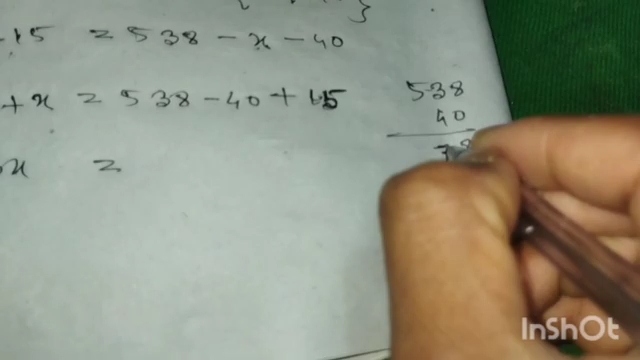 -15 = 538 - x - 40
+ x = 538 - 40 + 15
538
40
x =
InShOt